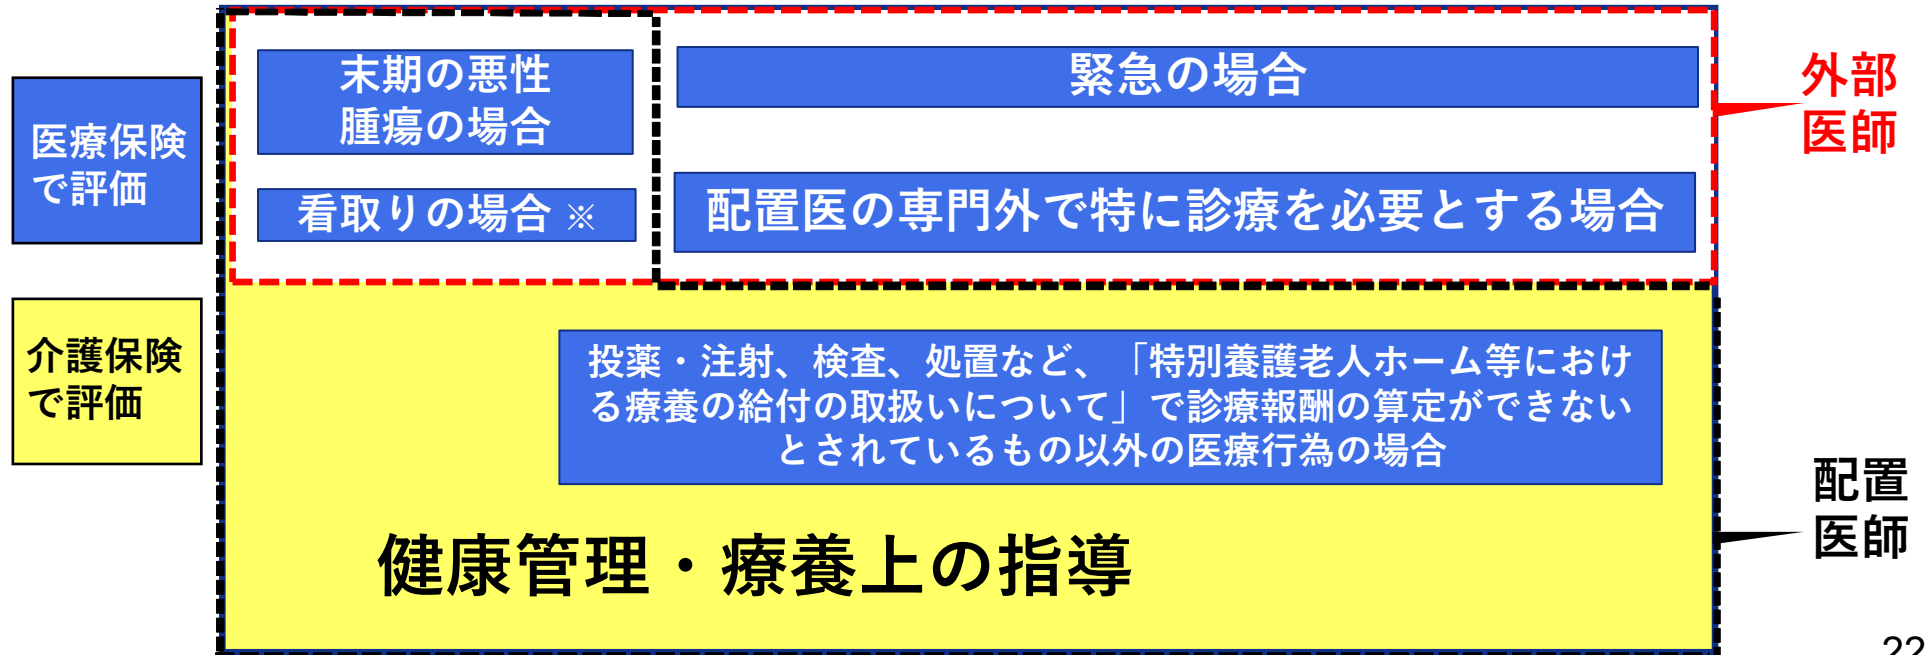 医療保険
で評価
介護保険
で評価
末期の悪性
腫瘍の場合
看取りの場合 ※
緊急の場合
配置医の専門外で特に診療を必要とする場合
投薬・注射、検査、処置など、「特別養護老人ホーム等におけ
る療養の給付の取扱いについて」で診療報酬の算定ができない
とされているもの以外の医療行為の場合
健康管理・療養上の指導
外部
医師
配置
医師
22